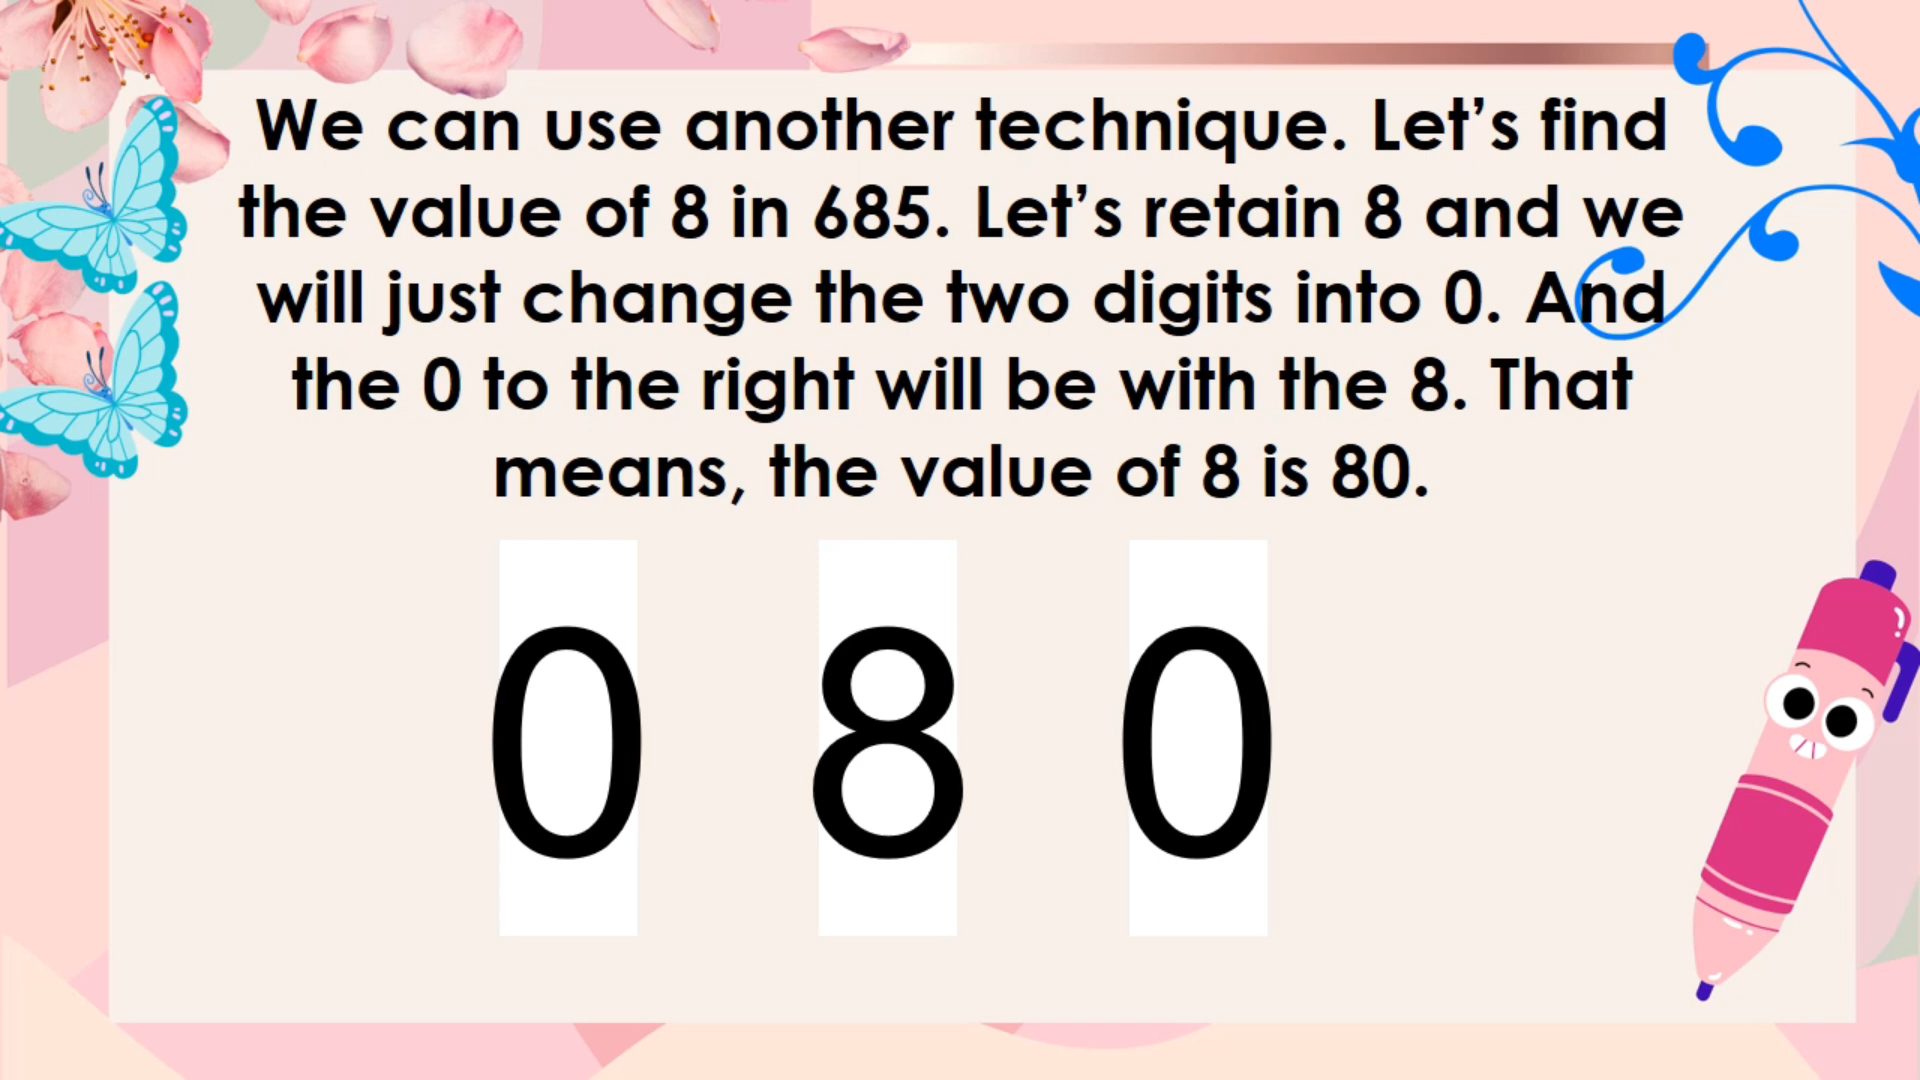 We can use another technique. Let’s find
the value of 8 in 685. Let’s retain 8 and we
will just change the two digits into 0. And
the 0 to the right will be with the 8. That
means, the value of 8 is 80.
0 8 0